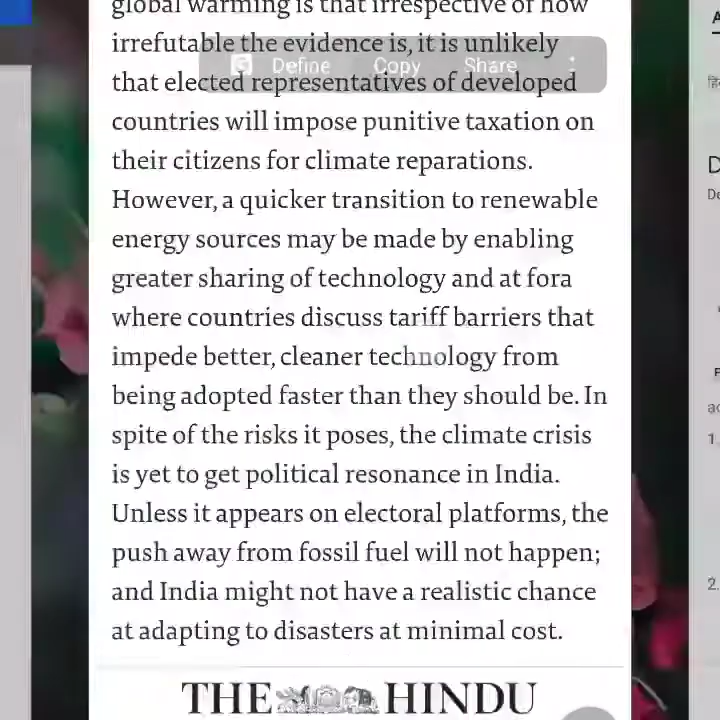 global warming is that irrespective of how
irrefutable the evidence is, it is unlikely
Define Copy Share
that elected representatives of developed
countries will impose punitive taxation on
their citizens for climate reparations.
However, a quicker transition to renewable
energy sources may be made by enabling
greater sharing of technology and at fora
where countries discuss tariff barriers that
impede better, cleaner technology from
being adopted faster than they should be. In
spite of the risks it poses, the climate crisis
is yet to get political resonance in India.
Unless it appears on electoral platforms, the
push away from fossil fuel will not happen;
and India might not have a realistic chance
at adapting to disasters at minimal cost.
THE HINDU
1.
2.